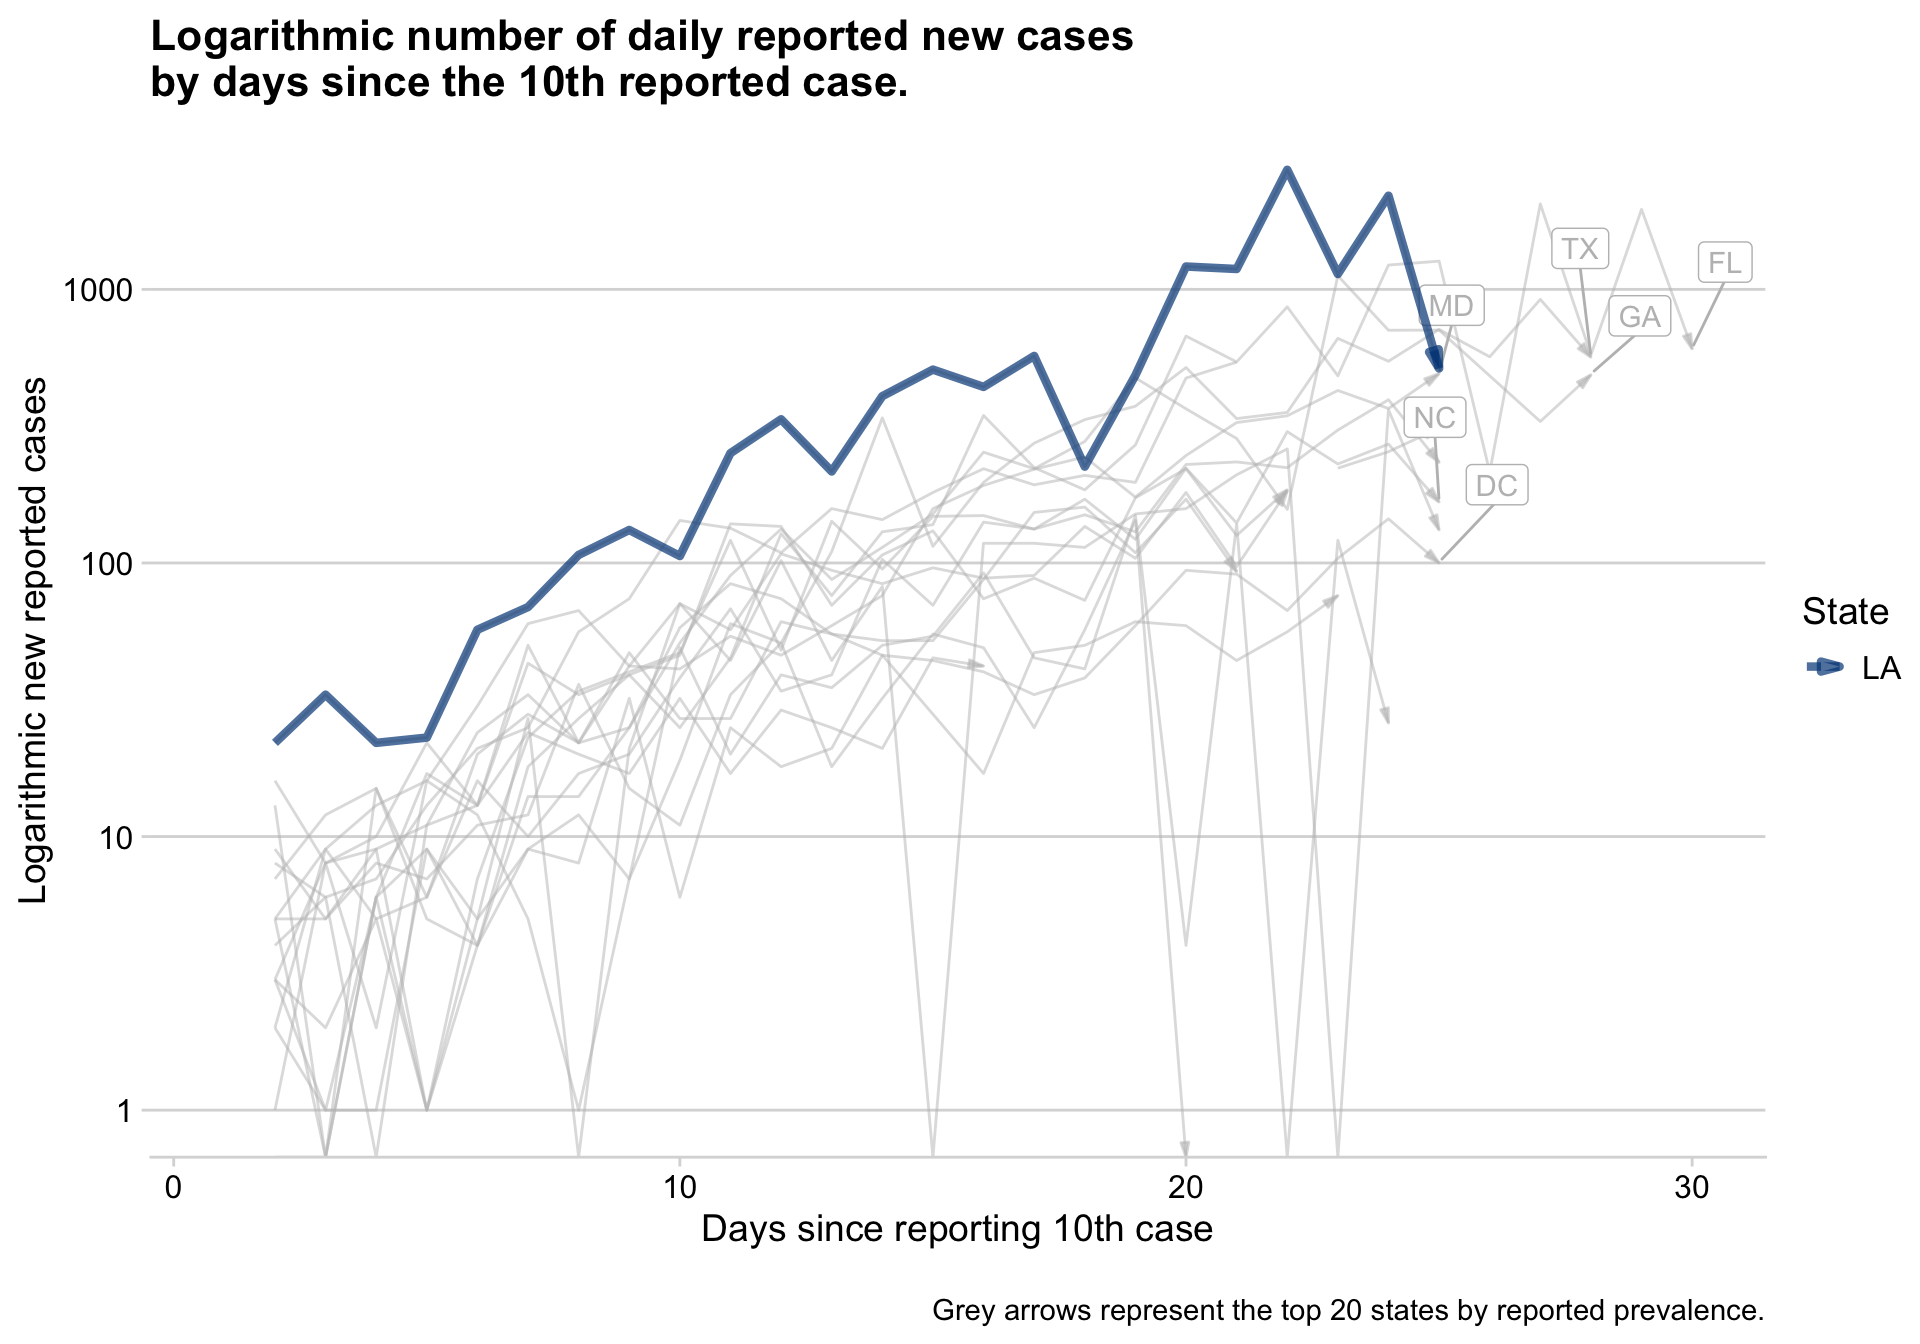 Logarithmic number of daily reported new cases
by days since the 10th reported case.
Logarithmic new reported cases
1000
100
10
1
TX
FL
MD
GA
NC
DC
State
LA
0
10
20
30
Days since reporting 10th case
Grey arrows represent the top 20 states by reported prevalence.